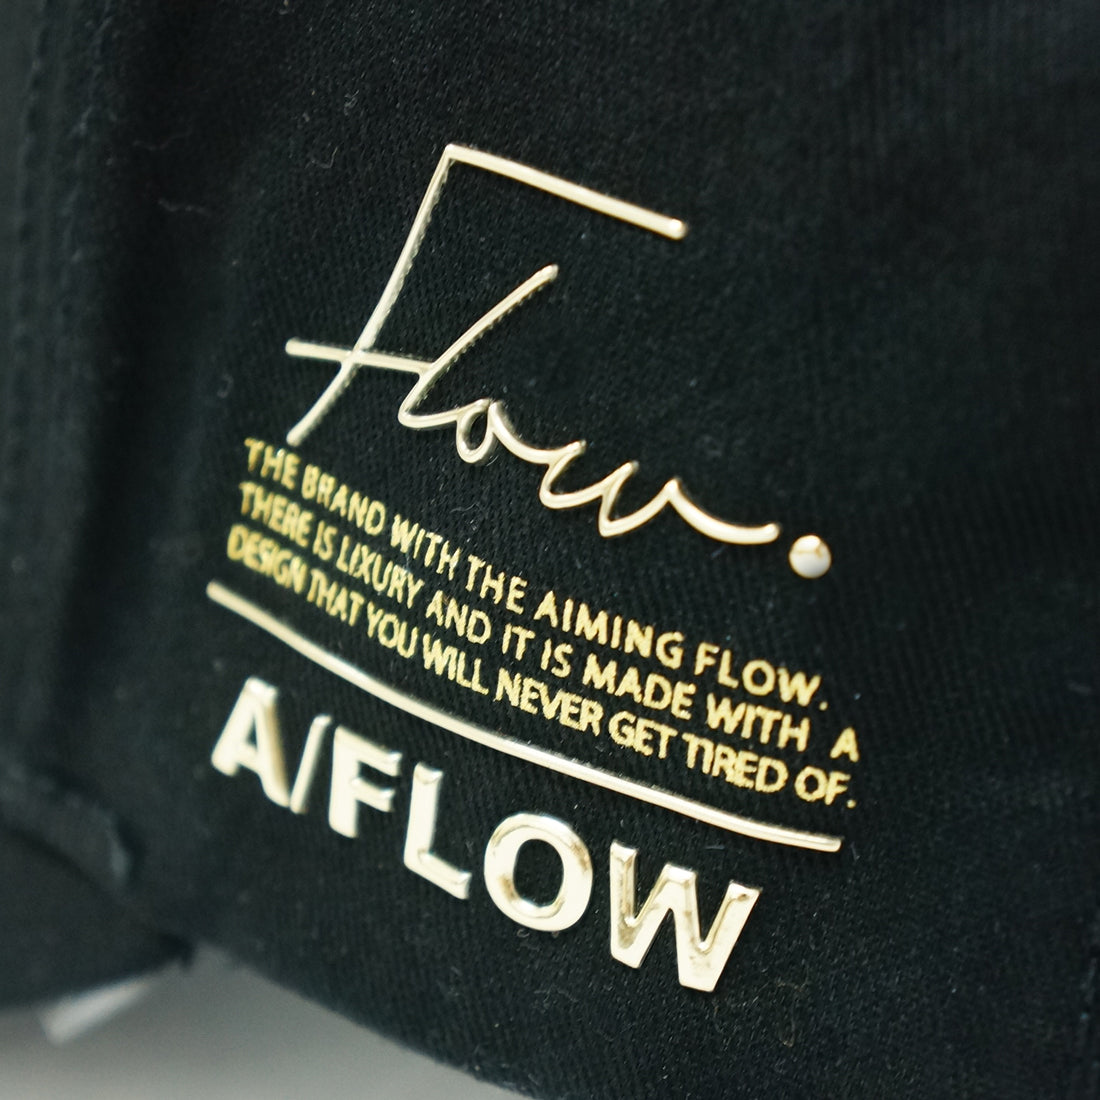 Flow.
THE BRAND WITH THE AIMING FLOW.
THERE IS LIXURY AND IT IS MADE WITH A
DESIGN THAT YOU WILL NEVER GET TIRED OF.
A/FLOW